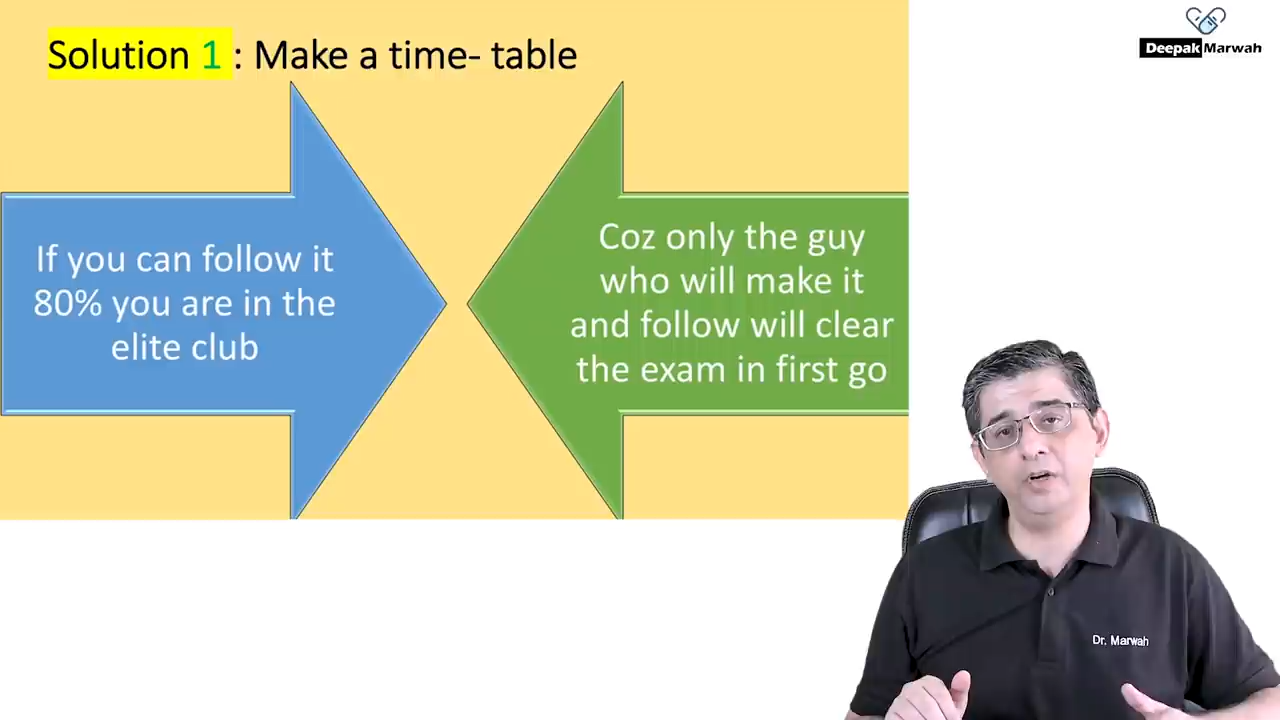 Solution 1 : Make a time- table
If you can follow it
80% you are in the
elite club
Coz only the guy
who will make it
and follow will clear
the exam in first go
Deepak Marwah
Dr. Marwah